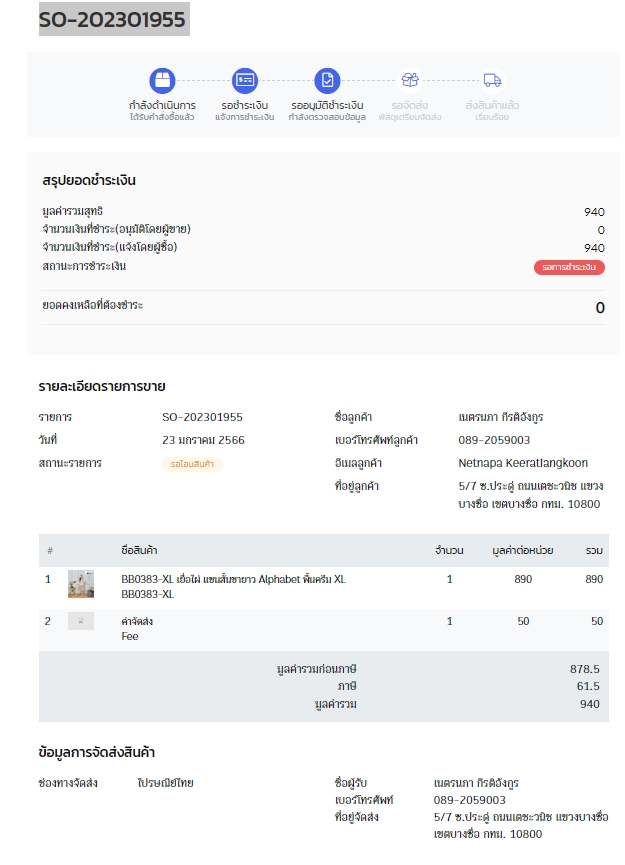 SO-202301955
กำลังดำเนินการ
ได้รับคำสั่งซื้อแล้ว
รอชำระเงิน
แจ้งการชำระเงิน
รออนุมัติชำระเงิน
กำลังตรวจสอบข้อมูล
รอจัดส่ง
พัสดุเตรียมจัดส่ง
ส่งสินค้าแล้ว
เรียบร้อย
สรุปยอดชำระเงิน
มูลค่ารวมสุทธิ 940
จำนวนเงินที่ชำระ(อนุมัติโดยผู้ขาย) 0
จำนวนเงินที่ชำระ(แจ้งโดยผู้ซื้อ) 940
สถานะการชำระเงิน รอการชำระเงิน
ยอดคงเหลือที่ต้องชำระ 0
รายละเอียดรายการขาย
รายการ SO-202301955 ชื่อลูกค้า เนตรนภา กีรติอังกูร
วันที่ 23 มกราคม 2566 เบอร์โทรศัพท์ลูกค้า 089-2059003
สถานะรายการ รอโอนสินค้า อีเมลลูกค้า Netnapa Keeratiangkoon
ที่อยู่ลูกค้า 5/7 ซ.ประดู่ ถนนเตชะวนิช แขวง
บางซื่อ เขตบางซื่อ กทม. 10800
# ชื่อสินค้า จำนวน มูลค่าต่อหน่วย รวม
1 BB0383-XL เยื่อไผ่ แขนสั้นขายาว Alphabet พื้นครีม XL 1 890 890
BB0383-XL
2 ค่าจัดส่ง 1 50 50
Fee
มูลค่ารวมก่อนภาษี 878.5
ภาษี 61.5
มูลค่ารวม 940
ข้อมูลการจัดส่งสินค้า
ช่องทางจัดส่ง ไปรษณีย์ไทย ชื่อผู้รับ เนตรนภา กีรติอังกูร
เบอร์โทรศัพท์ 089-2059003
ที่อยู่จัดส่ง 5/7 ซ.ประดู่ ถนนเตชะวนิช แขวงบางซื่อ
เขตบางซื่อ กทม. 10800